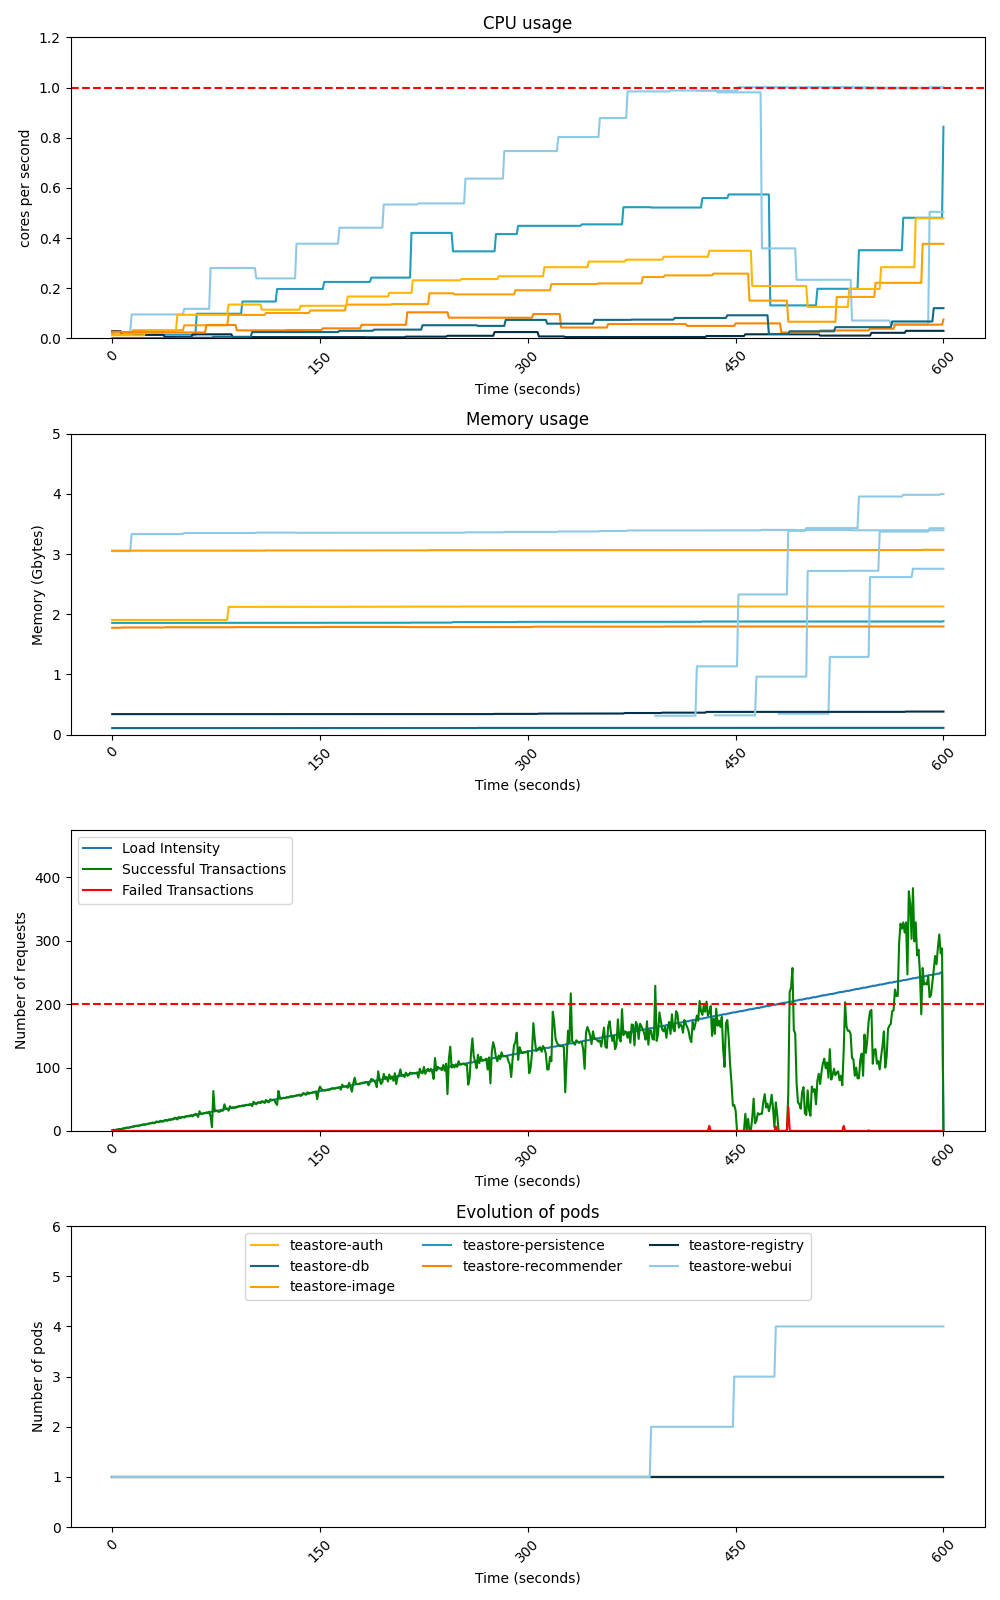 CPU usage
1.2
1.0
0.8
0.6
0.4
0.2
0.0
cores per second
0
150
300
450
600
Time (seconds)
Memory usage
5
4
3
2
1
0
Memory (Gbytes)
0
150
300
450
600
Time (seconds)
Load Intensity
Successful Transactions
Failed Transactions
400
300
200
100
0
Number of requests
0
150
300
450
600
Time (seconds)
Evolution of pods
teastore-auth
teastore-db
teastore-image
teastore-persistence
teastore-recommender
teastore-registry
teastore-webui
6
5
4
3
2
1
0
Number of pods
0
150
300
450
600
Time (seconds)